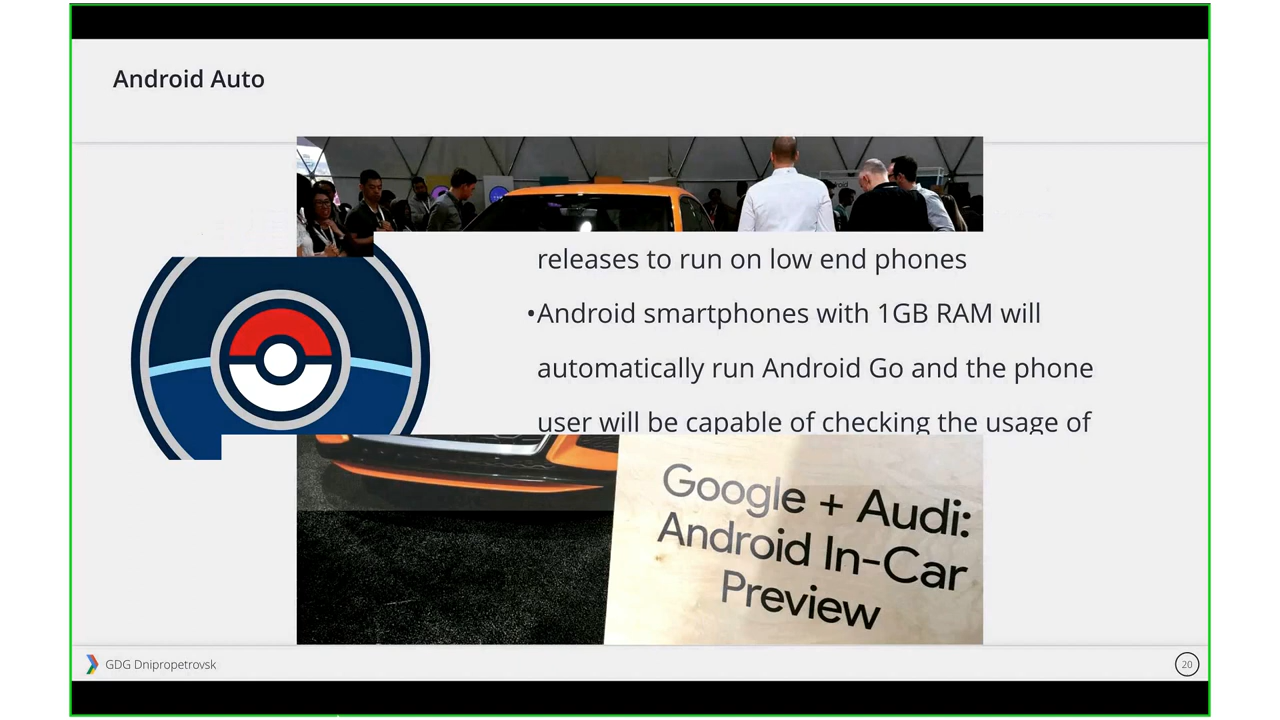 Android Auto
releases to run on low end phones
•Android smartphones with 1GB RAM will
automatically run Android Go and the phone
user will be capable of checking the usage of
Google + Audi:
Android In-Car
Preview
GDG Dnipropetrovsk
20